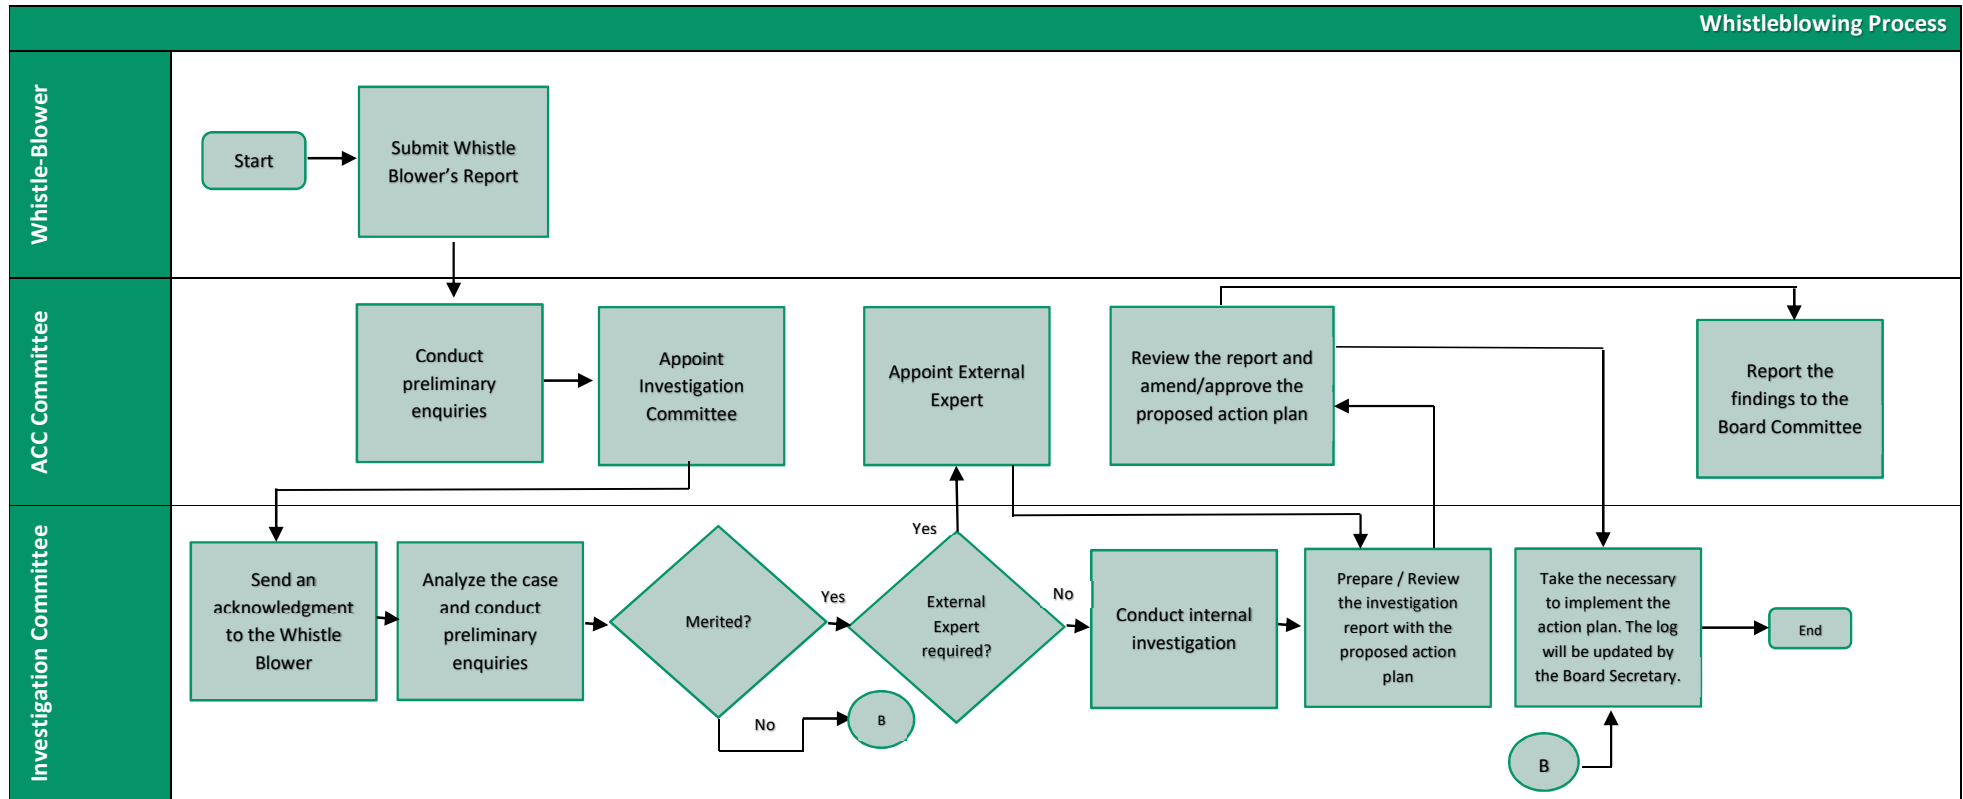 Whistleblowing Process
Whistle-Blower
Start
Submit Whistle
Blower’s Report
ACC Committee
Conduct
preliminary
enquiries
Appoint
Investigation
Committee
Appoint External
Expert
Review the report and
amend/approve the
proposed action plan
Report the
findings to the
Board Committee
Investigation Committee
Send an
acknowledgment
to the Whistle
Blower
Analyze the case
and conduct
preliminary
enquiries
Merited?
Yes
No
B
Yes
External
Expert
required?
No
Conduct internal
investigation
Prepare / Review
the investigation
report with the
proposed action
plan
Take the necessary
to implement the
action plan. The log
will be updated by
the Board Secretary.
B
End